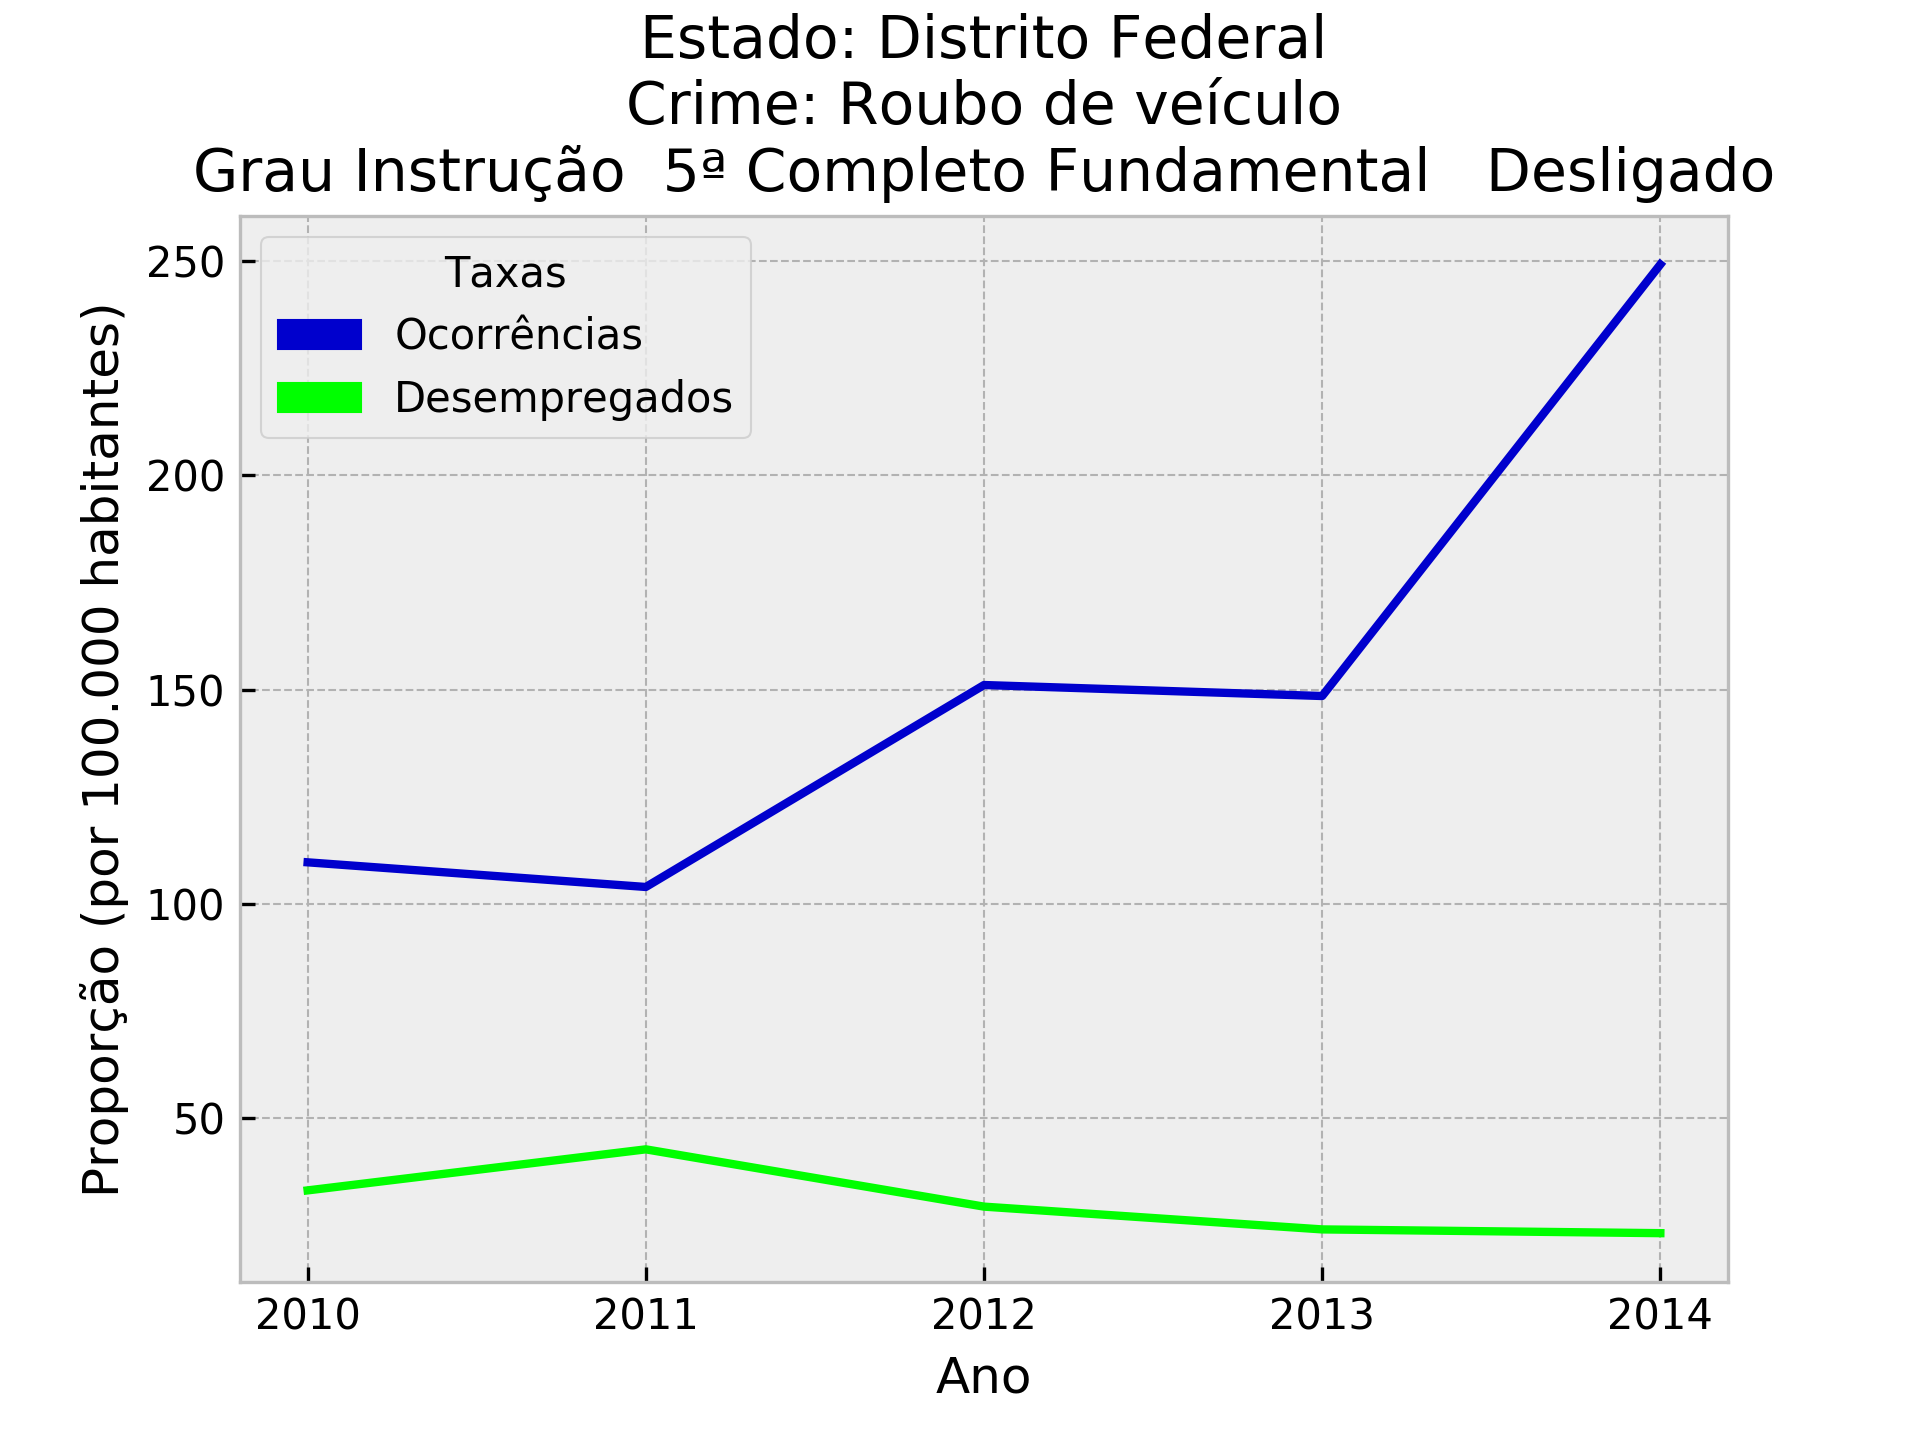 Estado: Distrito Federal
Crime: Roubo de veículo
Grau Instrução  5ª Completo Fundamental   Desligado
Taxas
Ocorrências
Desempregados
Proporção (por 100.000 habitantes)
250
200
150
100
50
2010 2011 2012 2013 2014
Ano